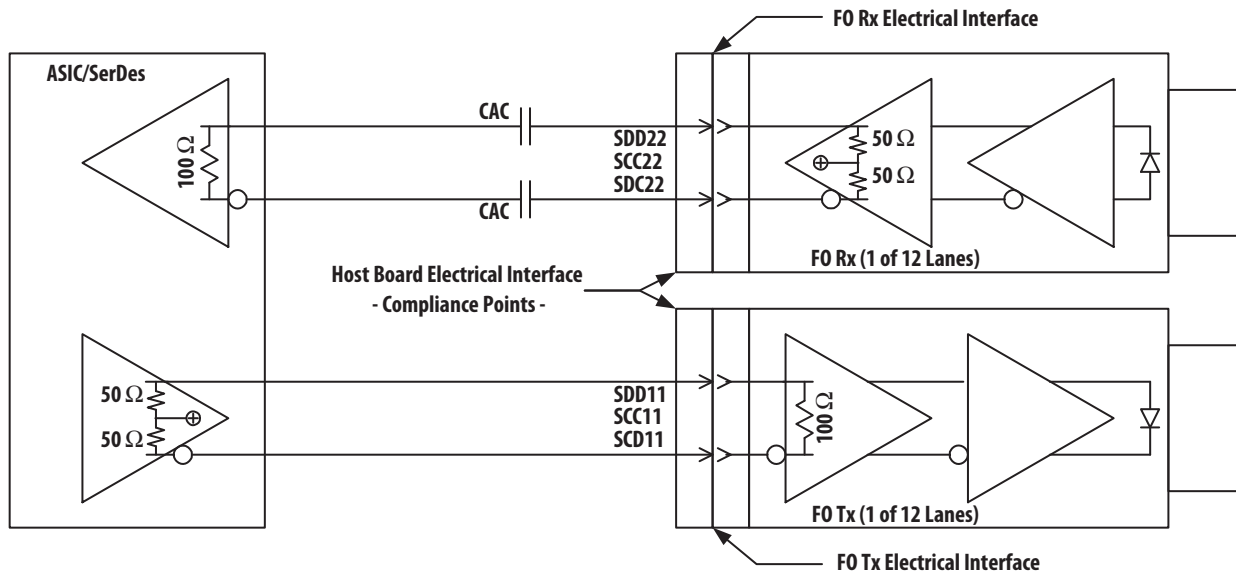 FO Rx Electrical Interface
ASIC/SerDes
CAC
100 Ω
SDD22
SCC22
SDC22
CAC
50 Ω
50 Ω
FO Rx (1 of 12 Lanes)
Host Board Electrical Interface
- Compliance Points -
50 Ω
50 Ω
SDD11
SCC11
SCD11
100 Ω
FO Tx (1 of 12 Lanes)
FO Tx Electrical Interface